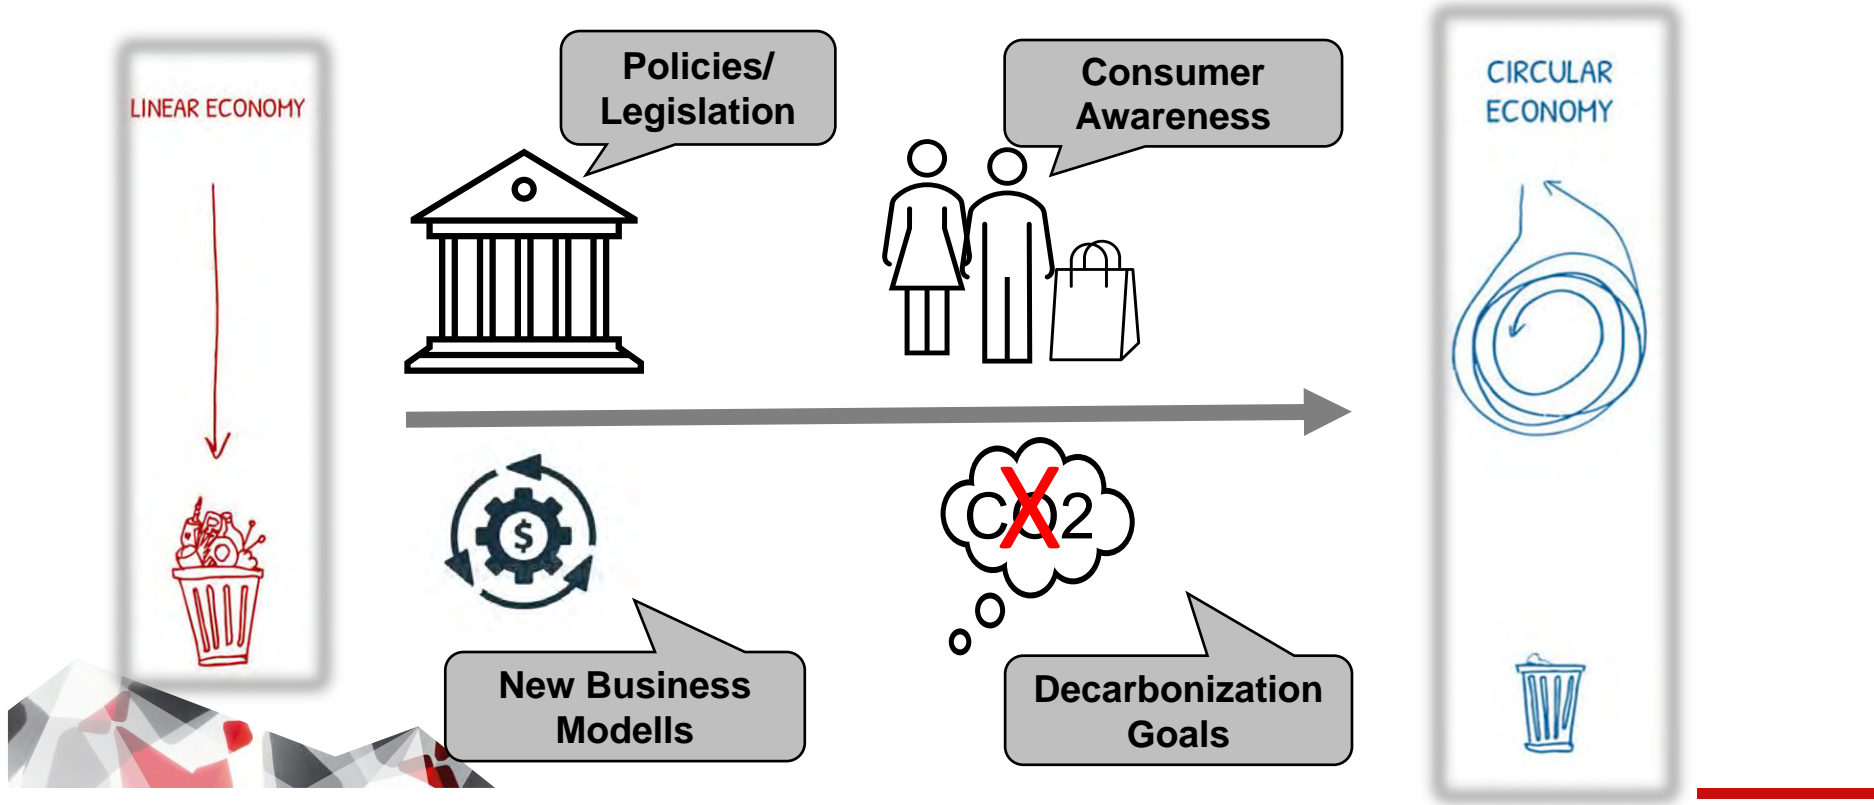 LINEAR ECONOMY
Policies/
Legislation
Consumer
Awareness
CIRCULAR
ECONOMY
$
CO2
X
New Business
Modells
Decarbonization
Goals